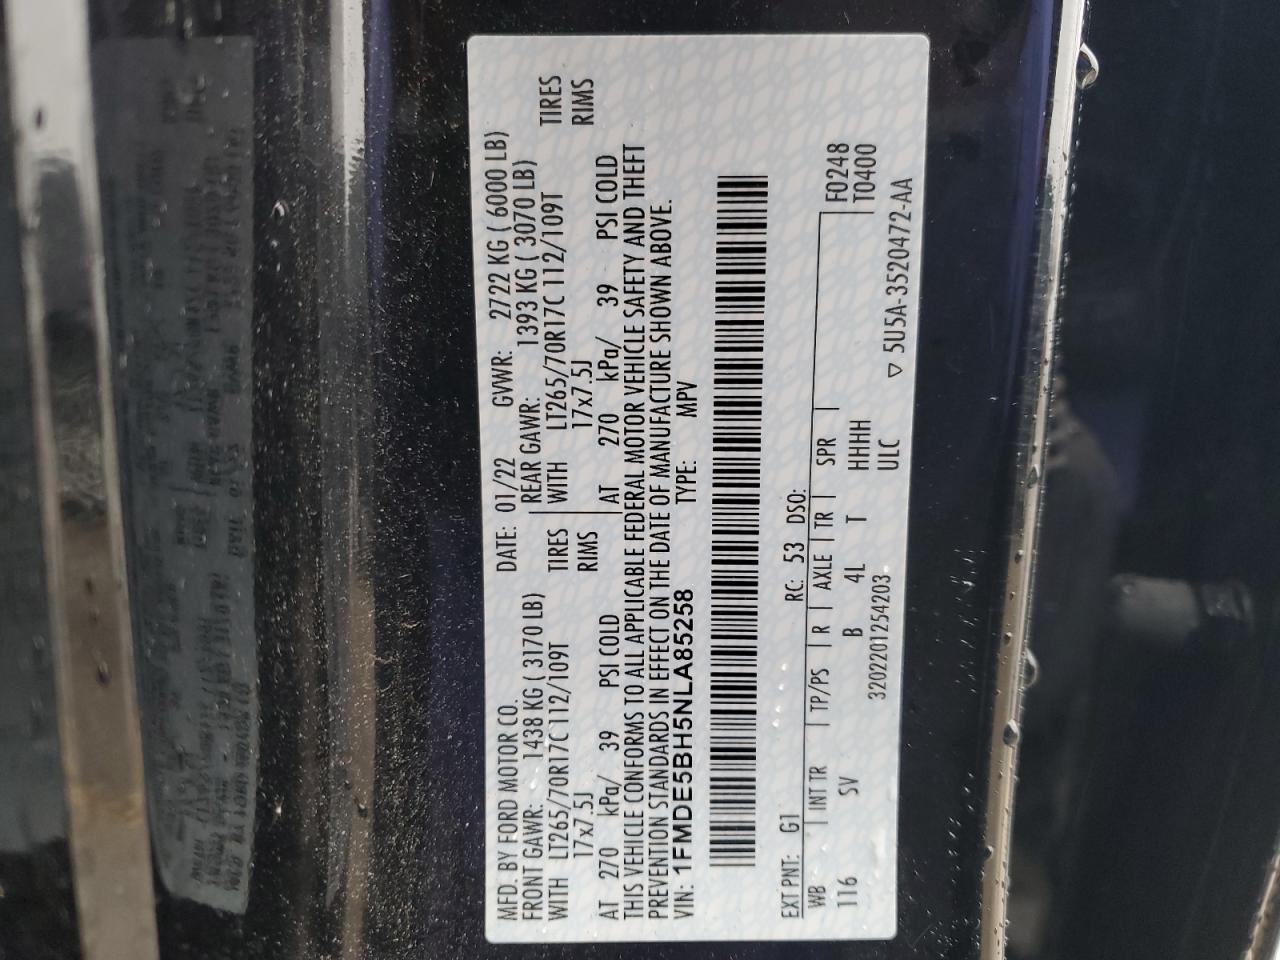 MFD. BY FORD MOTOR CO. DATE: 01/22 GVWR: 2722 KG ( 6000 LB)
FRONT GAWR: 1438 KG ( 3170 LB) REAR GAWR: 1393 KG ( 3070 LB)
WITH LT265/70R17C 112/109T TIRES WITH LT265/70R17C 112/109T TIRES
17x7.5J RIMS 17x7.5J RIMS
AT 270 kPa/ 39 PSI COLD AT 270 kPa/ 39 PSI COLD
THIS VEHICLE CONFORMS TO ALL APPLICABLE FEDERAL MOTOR VEHICLE SAFETY AND THEFT
PREVENTION STANDARDS IN EFFECT ON THE DATE OF MANUFACTURE SHOWN ABOVE.
VIN: 1FMDE5BH5NLA85258 TYPE: MPV
EXT PNT: G1 RC: 53 DSO:
WB | INT TR | TP/PS | R | AXLE | TR | SPR | F0248
116 SV B 4L T HHHH T0400
3202201254203 ULC
▽ 5U5A-3520472-AA